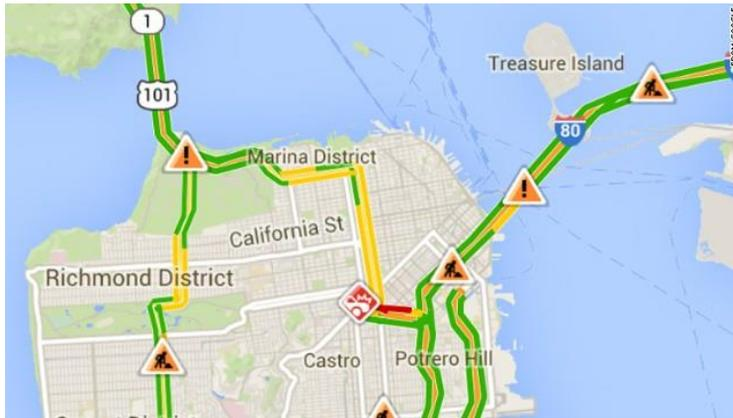 1
Treasure Island
101
80
Marina District
California St
Richmond District
Castro
Potrero Hill